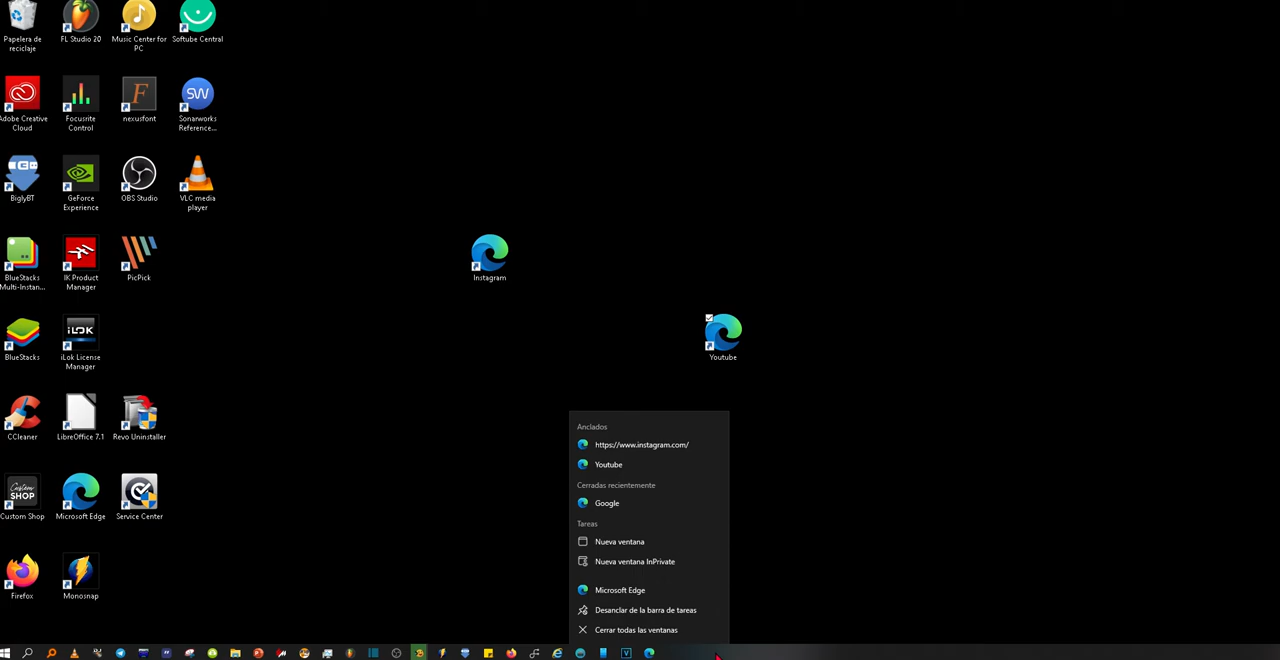 Papelera de
reciclaje
FL Studio 20
Music Center for
PC
Softube Central
Adobe Creative
Cloud
Focusrite
Control
F
nexusfont
SW
Sonarworks
Reference...
BiglyBT
GeForce
Experience
OBS Studio
VLC media
player
BlueStacks
Multi-Instan...
IK Product
Manager
PicPick
Instagram
BlueStacks
iLOK
iLok License
Manager
Youtube
CCleaner
LibreOffice 7.1
Revo Uninstaller
Custom
SHOP
Custom Shop
Microsoft Edge
Service Center
Firefox
Monosnap
Anclados
https://www.instagram.com/
Youtube
Cerradas recientemente
Google
Tareas
Nueva ventana
Nueva ventana InPrivate
Microsoft Edge
Desanclar de la barra de tareas
Cerrar todas las ventanas